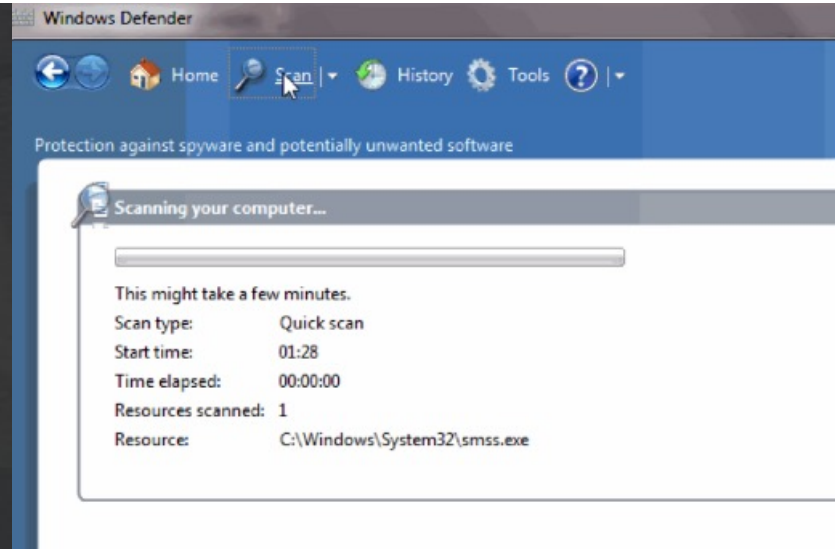 Windows Defender
Home Scan History Tools ?
Protection against spyware and potentially unwanted software
Scanning your computer...
This might take a few minutes.
Scan type: Quick scan
Start time: 01:28
Time elapsed: 00:00:00
Resources scanned: 1
Resource: C:\Windows\System32\smss.exe